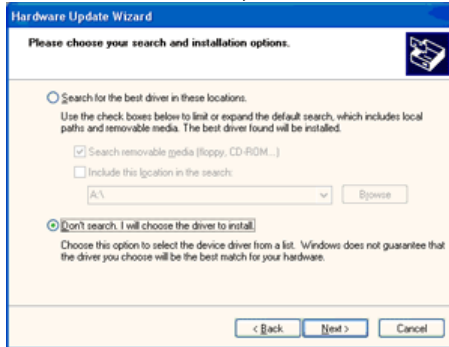 Hardware Update Wizard
Please choose your search and installation options.
Search for the best driver in these locations.
Use the check boxes below to limit or expand the default search, which includes local
paths and removable media. The best driver found will be installed.
Search removable media (floppy, CD-ROM...)
Include this location in the search:
A:\
Browse
Don't search. I will choose the driver to install.
Choose this option to select the device driver from a list. Windows does not guarantee that
the driver you choose will be the best match for your hardware.
< Back Next > Cancel